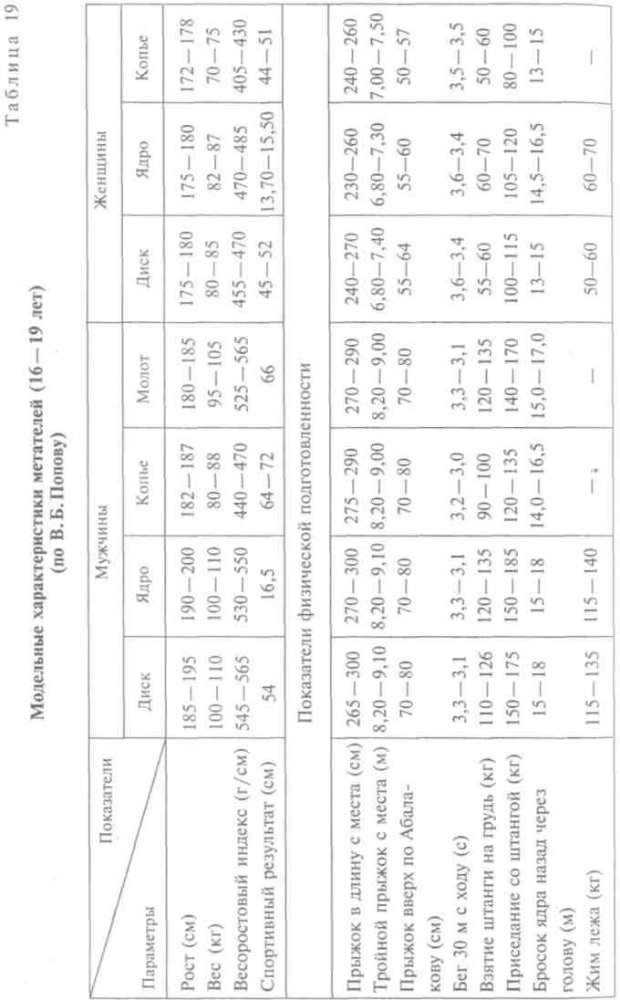 Таблица 19
Модельные характеристики метателей (16—19 лет)
(по В. Б. Попову)
Показатели Мужчины Женщины
Параметры Диск Ядро Копье Молот Диск Ядро Копье
Рост (см) 185—195 190—200 182—187 180—185 175—180 175—180 172—178
Вес (кг) 100—110 100—110 80—88 95—105 80—85 82—87 70—75
Весоростовый индекс (г/см) 545—565 530—550 440—470 525—565 455—470 470—485 405—430
Спортивный результат (см) 54 16,5 64—72 66 45—52 13,70—15,50 44—51
Показатели физической подготовленности
Прыжок в длину с места (см) 265—300 270—300 275—290 270—290 240—270 230—260 240—260
Тройной прыжок с места (м) 8,20—9,10 8,20—9,10 8,20—9,00 8,20—9,00 6,80—7,40 6,80—7,30 7,00—7,50
Прыжок вверх по Абала- 70—80 70—80 70—80 70—80 55—64 55—60 50—57
кову (см)
Бег 30 м с ходу (с) 3,3—3,1 3,3—3,1 3,2—3,0 3,3—3,1 3,6—3,4 3,6—3,4 3,5—3,5
Взятие штанги на грудь (кг) 110—126 120—135 90—100 120—135 55—60 60—70 50—60
Приседание со штангой (кг) 150—175 150—185 120—135 140—170 100—115 105—120 80—100
Бросок ядра назад через 15—18 15—18 14,0—16,5 15,0—17,0 13—15 14,5—16,5 13—15
голову (м)
Жим лежа (кг) 115—135 115—140 — — 50—60 60—70 —